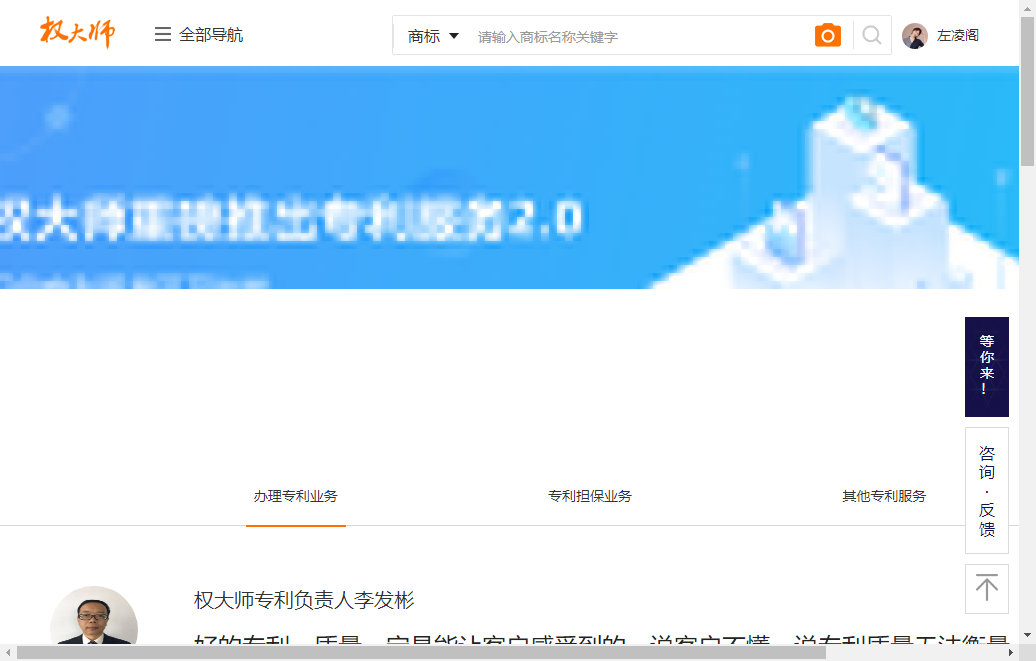 权大师
全部导航
商标
请输入商标名称关键字
左凌阁
权大师重磅推出专利服务2.0
等你来！
办理专利业务
专利担保业务
其他专利服务
咨询·反馈
权大师专利负责人李发彬
好的专利，质量一定是能让客户感受到的，说客户不懂，说专利质量无法衡量